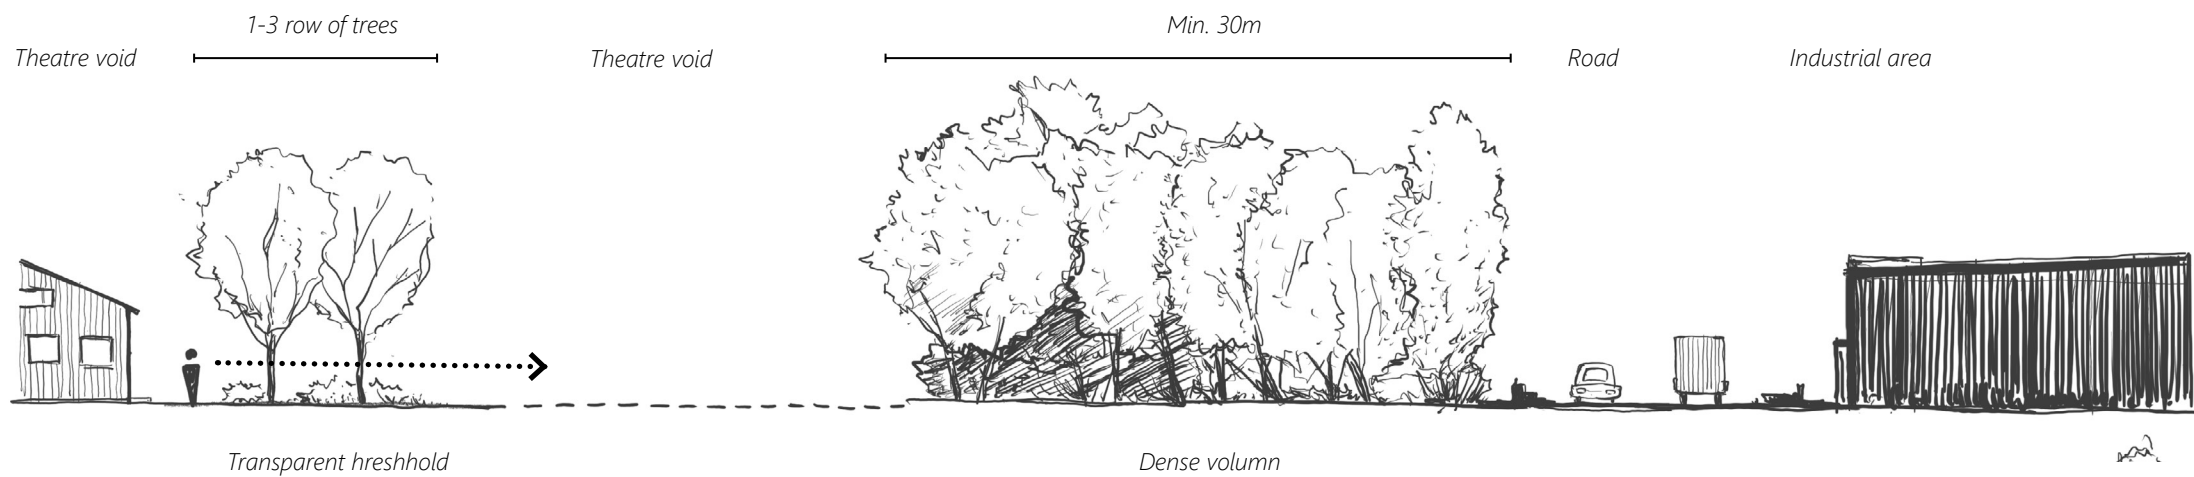 1-3 row of trees
Min. 30m
Theatre void
Theatre void
Road
Industrial area
Transparent hreshhold
Dense volumn